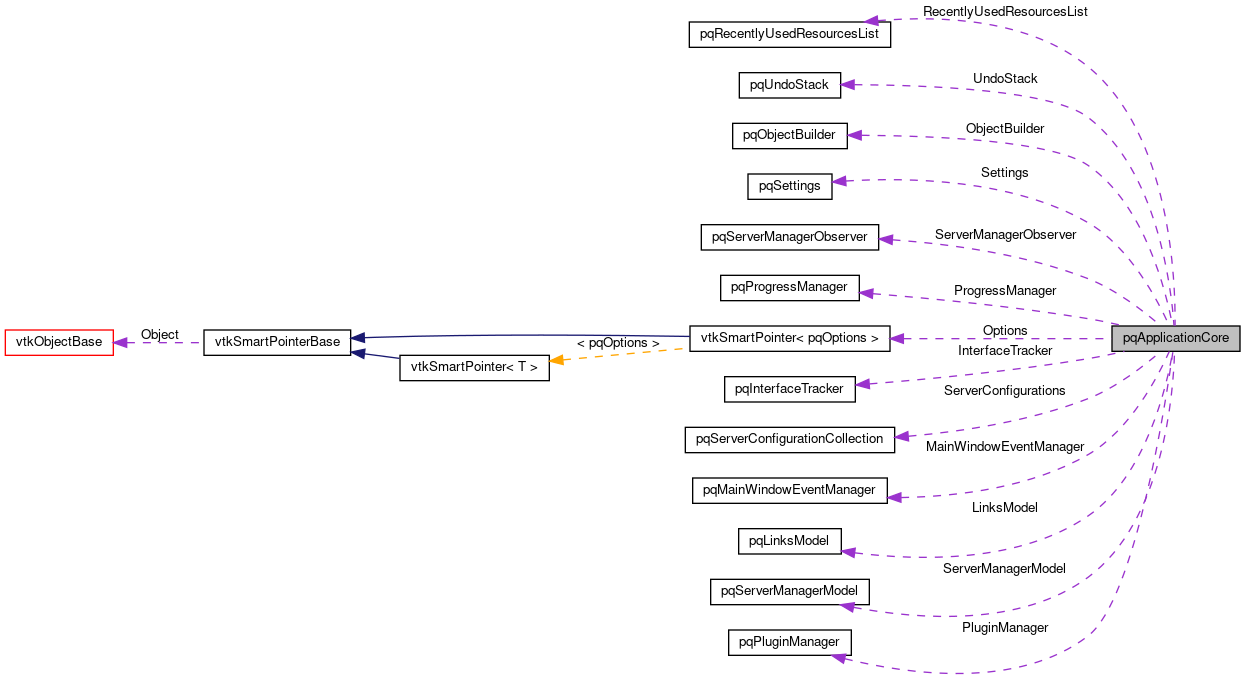 RecentlyUsedResourcesList
pqRecentlyUsedResourcesList
UndoStack
pqUndoStack
ObjectBuilder
pqObjectBuilder
Settings
pqSettings
ServerManagerObserver
pqServerManagerObserver
ProgressManager
pqProgressManager
Options
pqApplicationCore
vtkSmartPointer< pqOptions >
< pqOptions >
Object
vtkObjectBase
vtkSmartPointerBase
vtkSmartPointer< T >
InterfaceTracker
pqInterfaceTracker
ServerConfigurations
pqServerConfigurationCollection
MainWindowEventManager
pqMainWindowEventManager
LinksModel
pqLinksModel
ServerManagerModel
pqServerManagerModel
PluginManager
pqPluginManager